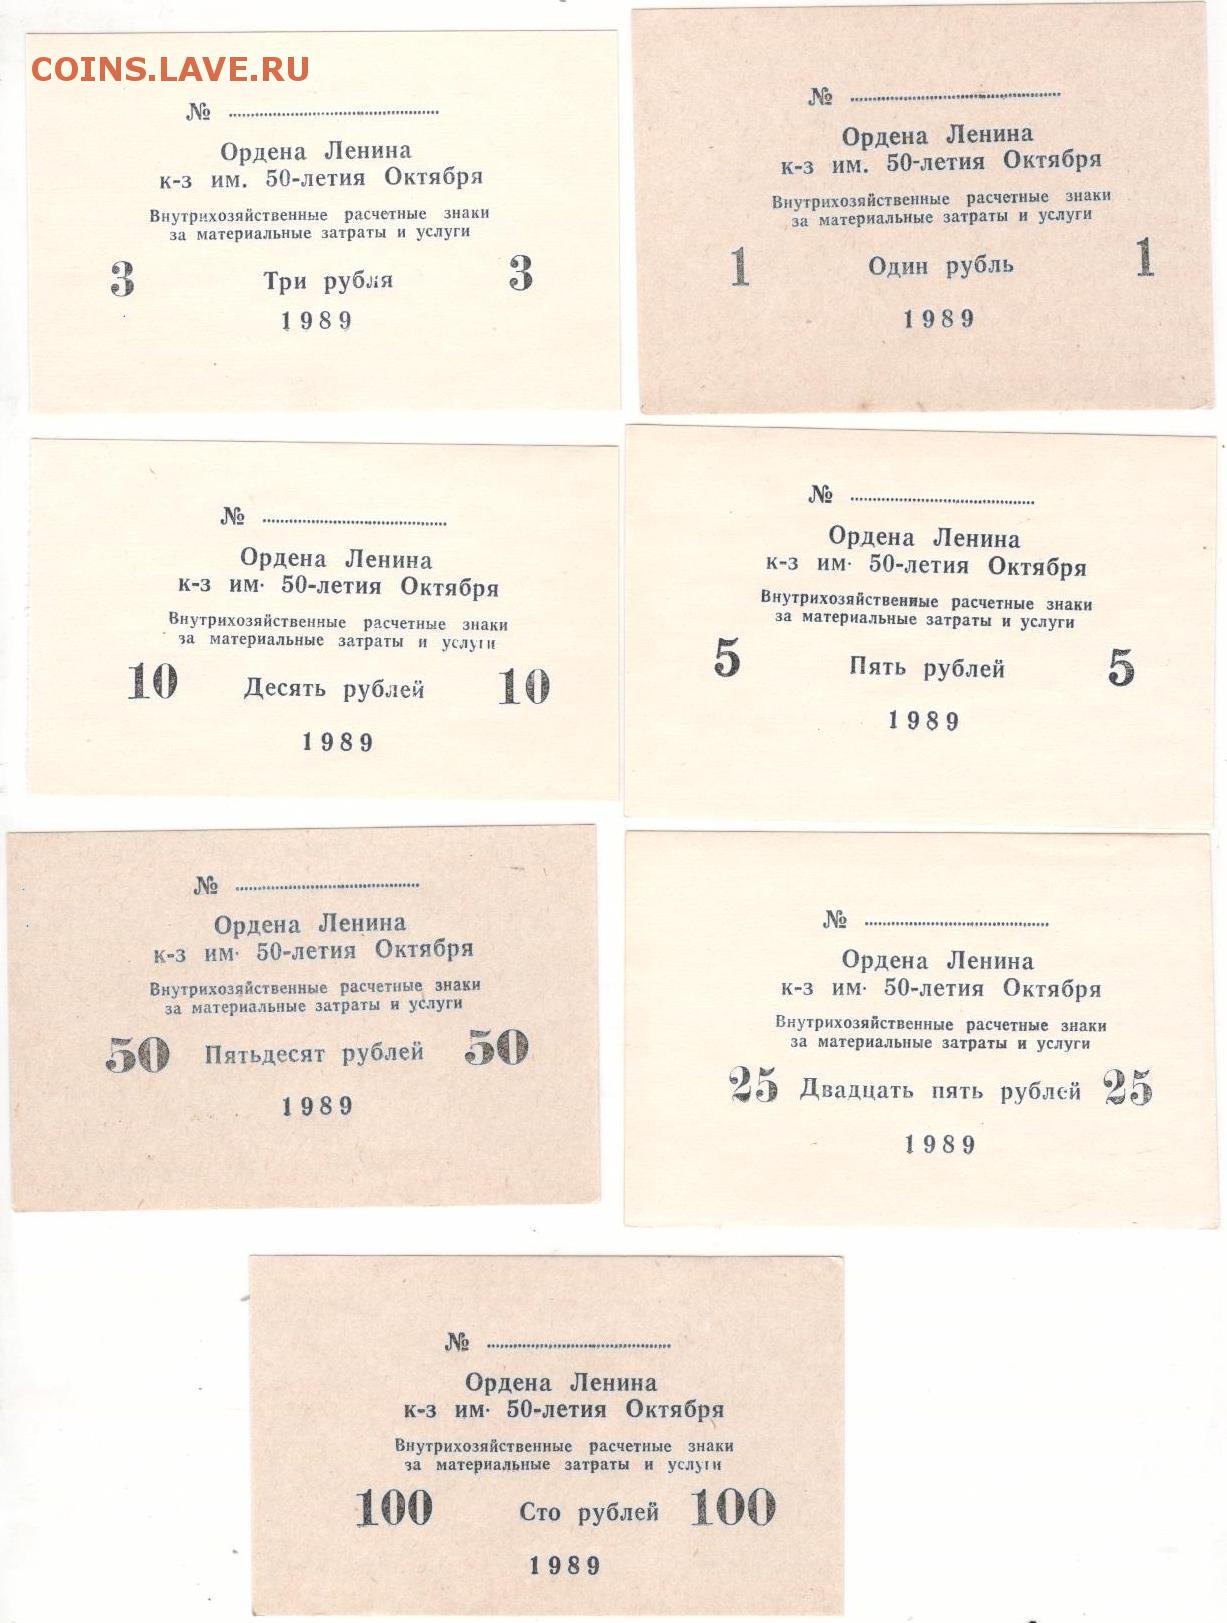 COINS.LAVE.RU
№
Ордена Ленина
к-з им. 50-летия Октября
Внутрихозяйственные расчетные знаки
за материальные затраты и услуги
3 Три рубля 3
1989
№
Ордена Ленина
к-з им. 50-летия Октября
Внутрихозяйственные расчетные знаки
за материальные затраты и услуги
1 Один рубль 1
1989
№
Ордена Ленина
к-з им· 50-летия Октября
Внутрихозяйственные расчетные знаки
за материальные затраты и услуги
10 Десять рублей 10
1989
№
Ордена Ленина
к-з им· 50-летия Октября
Внутрихозяйственные расчетные знаки
за материальные затраты и услуги
5 Пять рублей 5
1989
№
Ордена Ленина
к-з им· 50-летия Октября
Внутрихозяйственные расчетные знаки
за материальные затраты и услуги
50 Пятьдесят рублей 50
1989
№
Ордена Ленина
к-з им· 50-летия Октября
Внутрихозяйственные расчетные знаки
за материальные затраты и услуги
25 Двадцать пять рублей 25
1989
№
Ордена Ленина
к-з им· 50-летия Октября
Внутрихозяйственные расчетные знаки
за материальные затраты и услуги
100 Сто рублей 100
1989